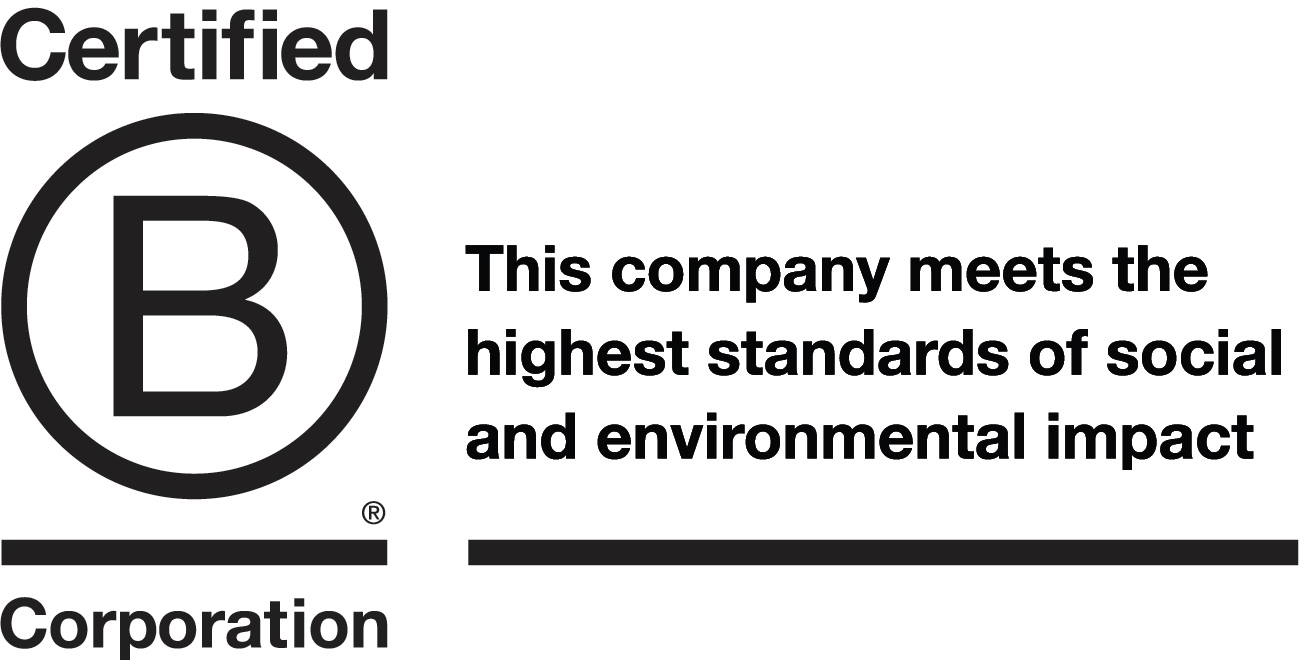 Certified
B
®
Corporation
This company meets the
highest standards of social
and environmental impact